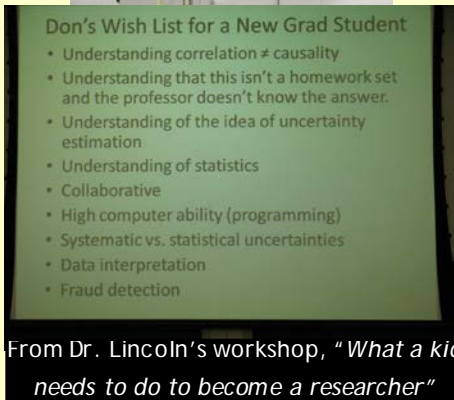 Don's Wish List for a New Grad Student
• Understanding correlation ≠ causality
• Understanding that this isn't a homework set
and the professor doesn't know the answer.
• Understanding of the idea of uncertainty
estimation
• Understanding of statistics
• Collaborative
• High computer ability (programming)
• Systematic vs. statistical uncertainties
• Data interpretation
• Fraud detection
From Dr. Lincoln's workshop, "What a kid
needs to do to become a researcher"